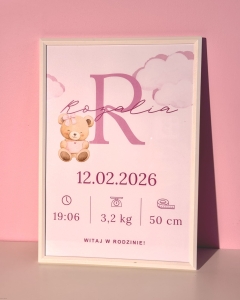 R
Rozalia
12.02.2026
19:06 3,2 kg 50 cm
WITAJ W RODZINIE!